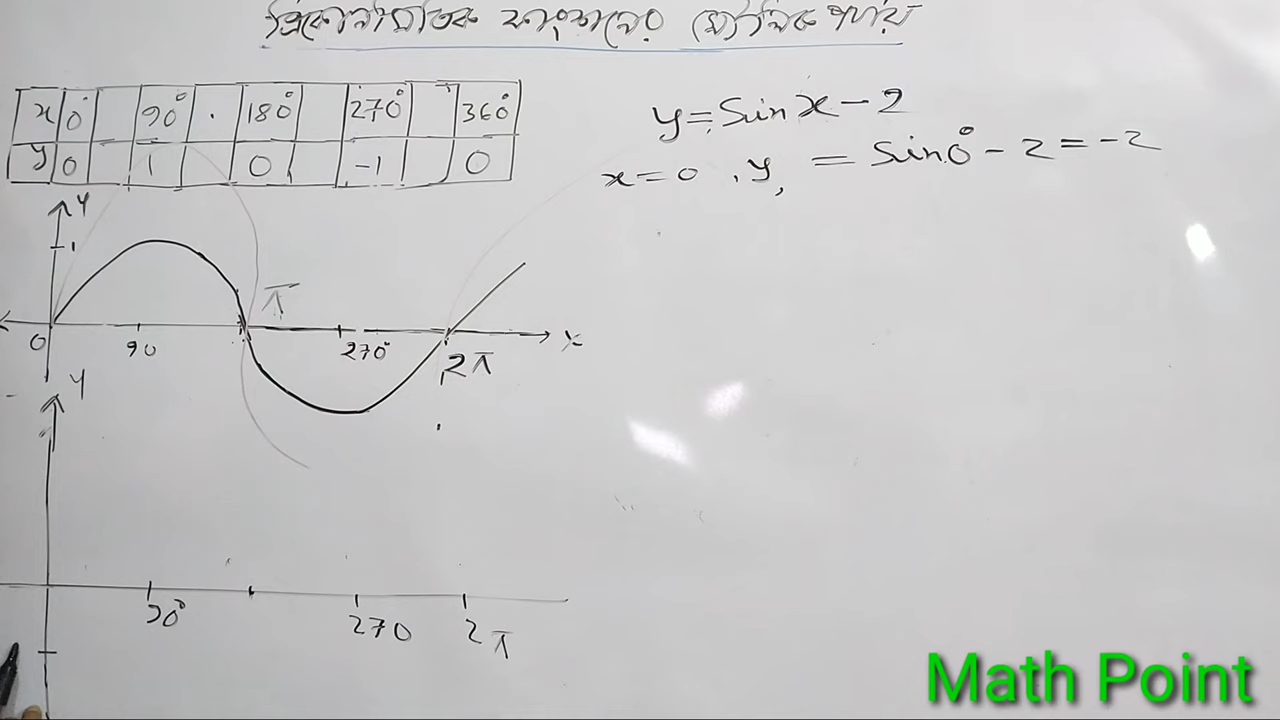 x 0° 90° 180° 270° 360°
y 0 1 0 -1 0
y = Sin x - 2
x = 0, y, = Sin 0° - 2 = -2
Y
1
π
0 90 270° 2π X
Y
90° 270 2π
Math Point